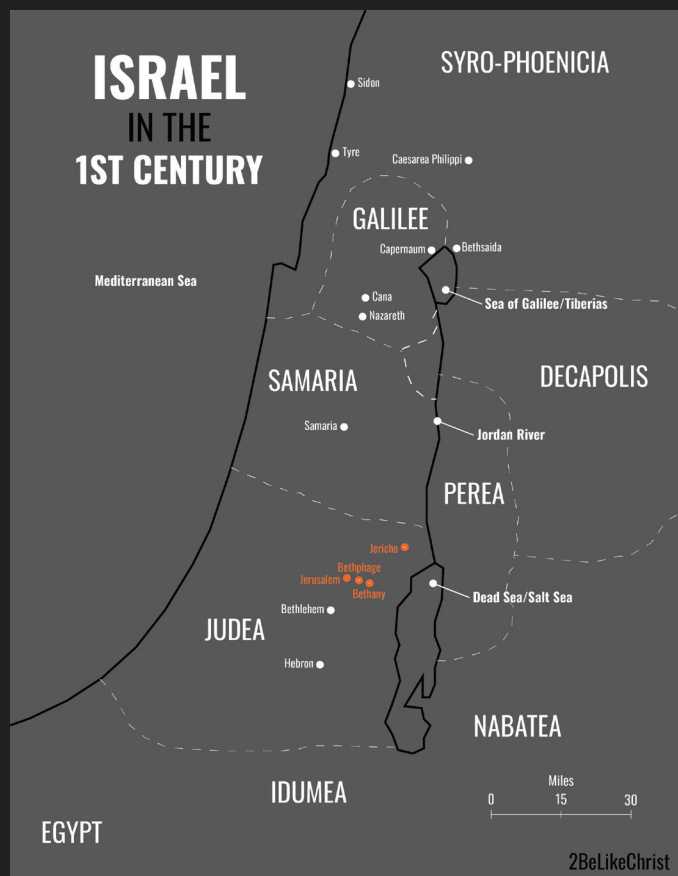 ISRAEL
IN THE
1ST CENTURY
SYRO-PHOENICIA
Sidon
Tyre
Caesarea Philippi
GALILEE
Capernaum
Bethsaida
Mediterranean Sea
Cana
Sea of Galilee/Tiberias
Nazareth
SAMARIA
DECAPOLIS
Samaria
Jordan River
PEREA
Jericho
Bethphage
Jerusalem
Bethany
Dead Sea/Salt Sea
Bethlehem
JUDEA
Hebron
NABATEA
IDUMEA
Miles
0 15 30
EGYPT
2BeLikeChrist